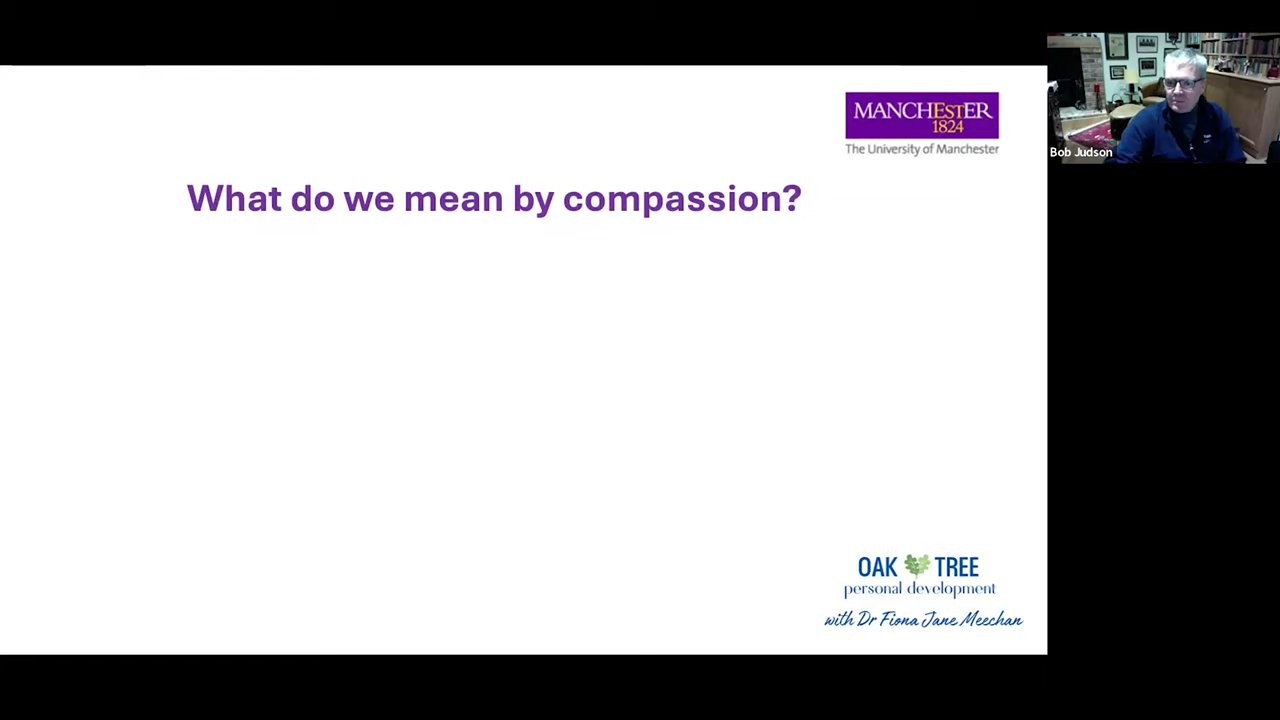 MANCHESTER
1824
The University of Manchester
Bob Judson
What do we mean by compassion?
OAK TREE
personal development
with Dr Fiona Jane Meechan